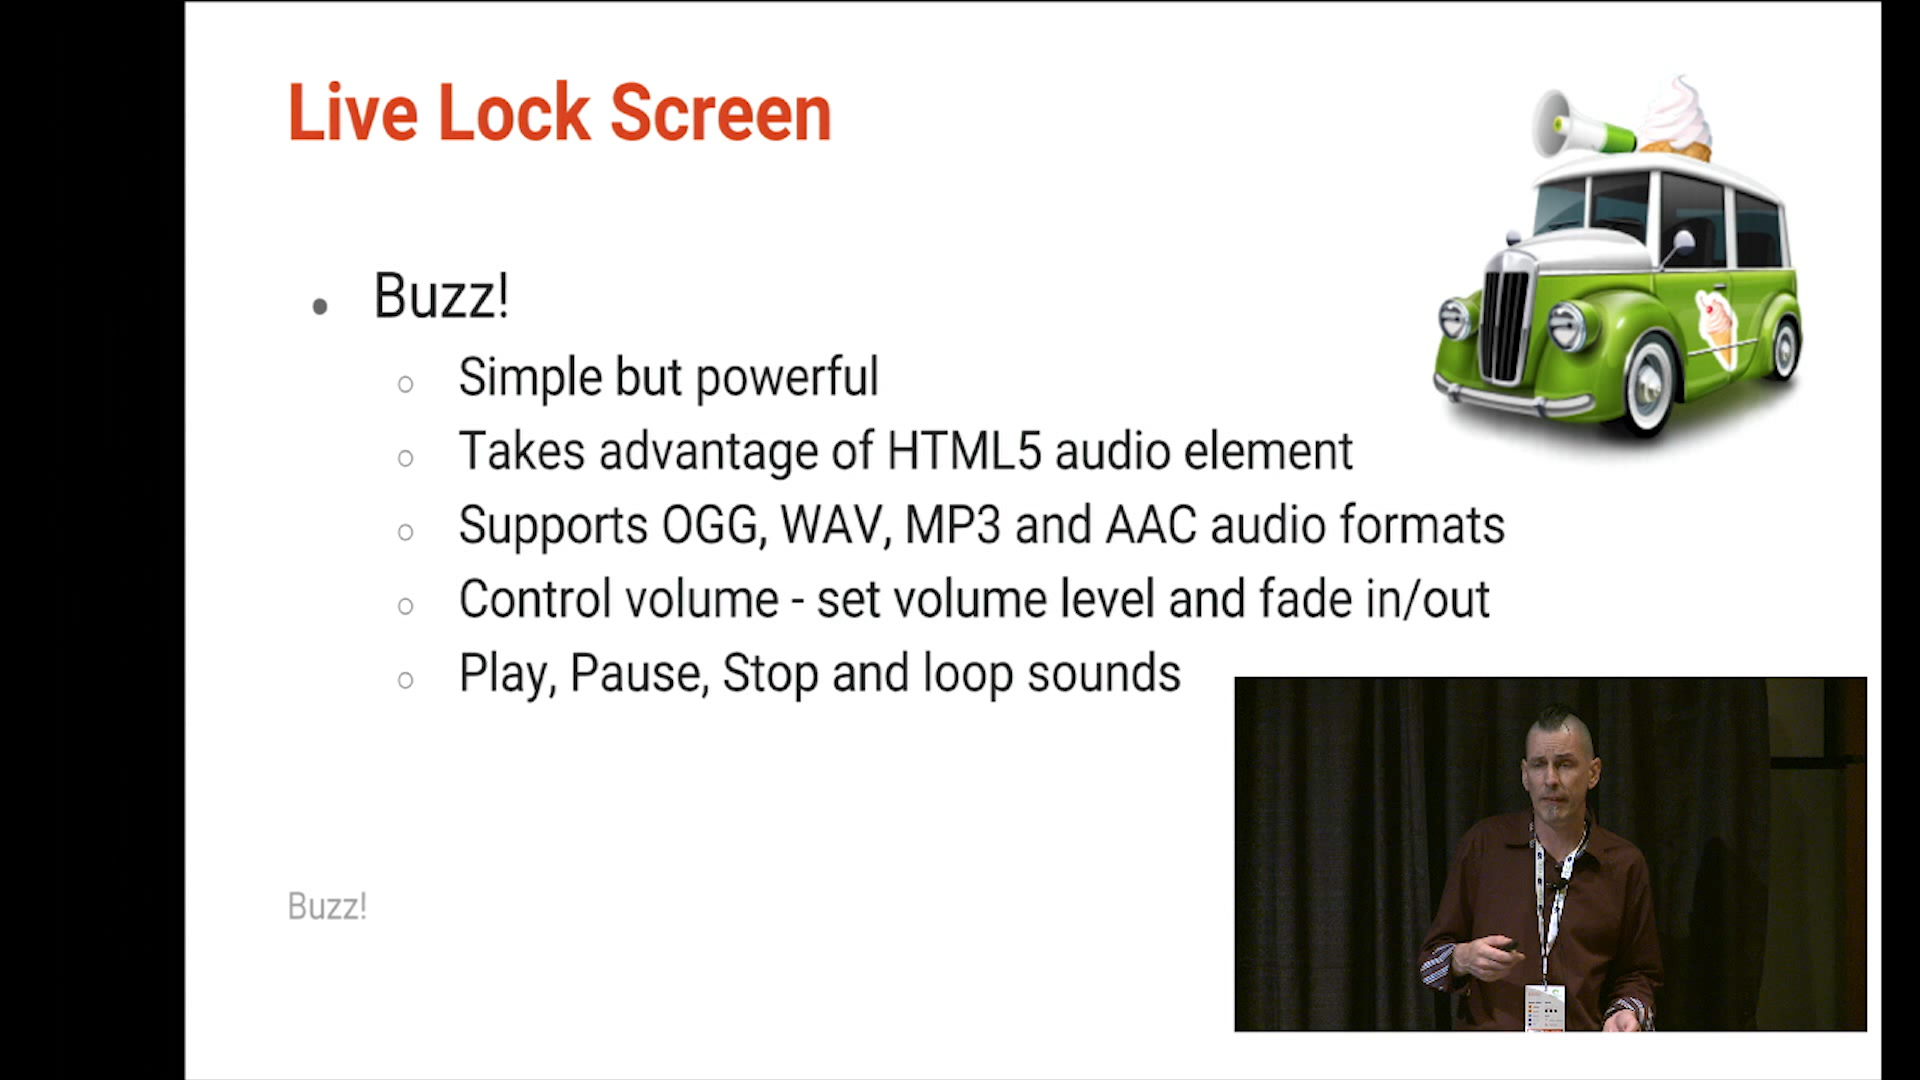 Live Lock Screen
Buzz!
Simple but powerful
Takes advantage of HTML5 audio element
Supports OGG, WAV, MP3 and AAC audio formats
Control volume - set volume level and fade in/out
Play, Pause, Stop and loop sounds
Buzz!